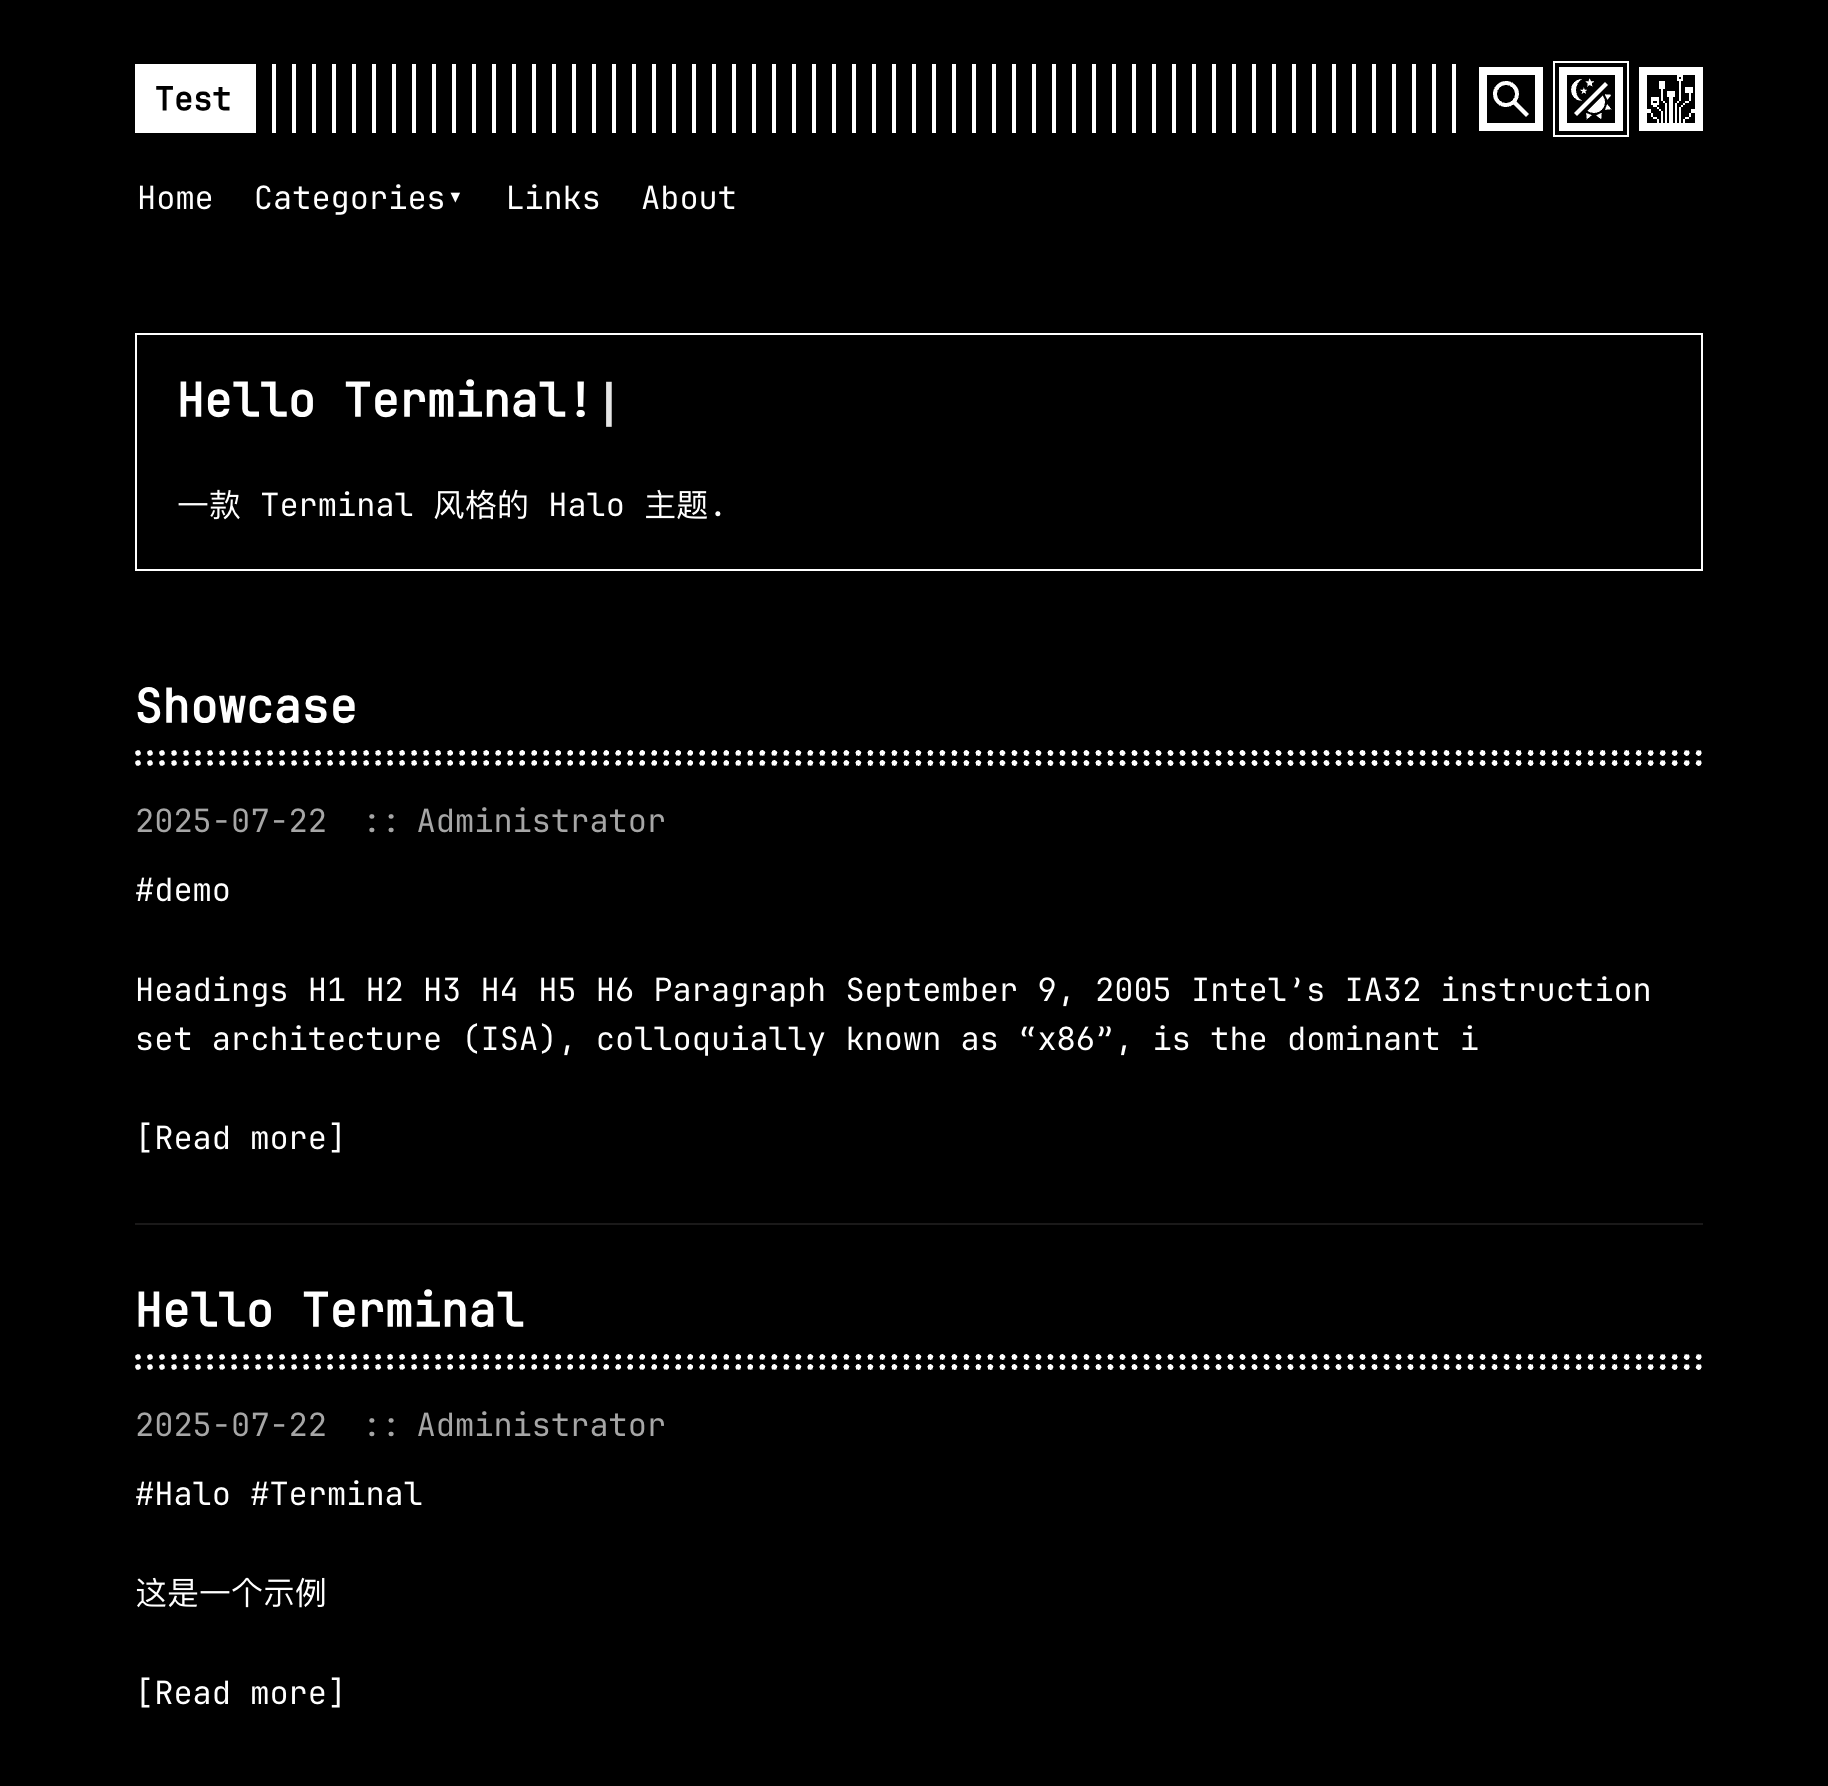 Test
Home Categories▾ Links About
Hello Terminal!|
一款 Terminal 风格的 Halo 主题.
Showcase
2025-07-22 :: Administrator
#demo
Headings H1 H2 H3 H4 H5 H6 Paragraph September 9, 2005 Intel’s IA32 instruction
set architecture (ISA), colloquially known as “x86”, is the dominant i
[Read more]
Hello Terminal
2025-07-22 :: Administrator
#Halo #Terminal
这是一个示例
[Read more]